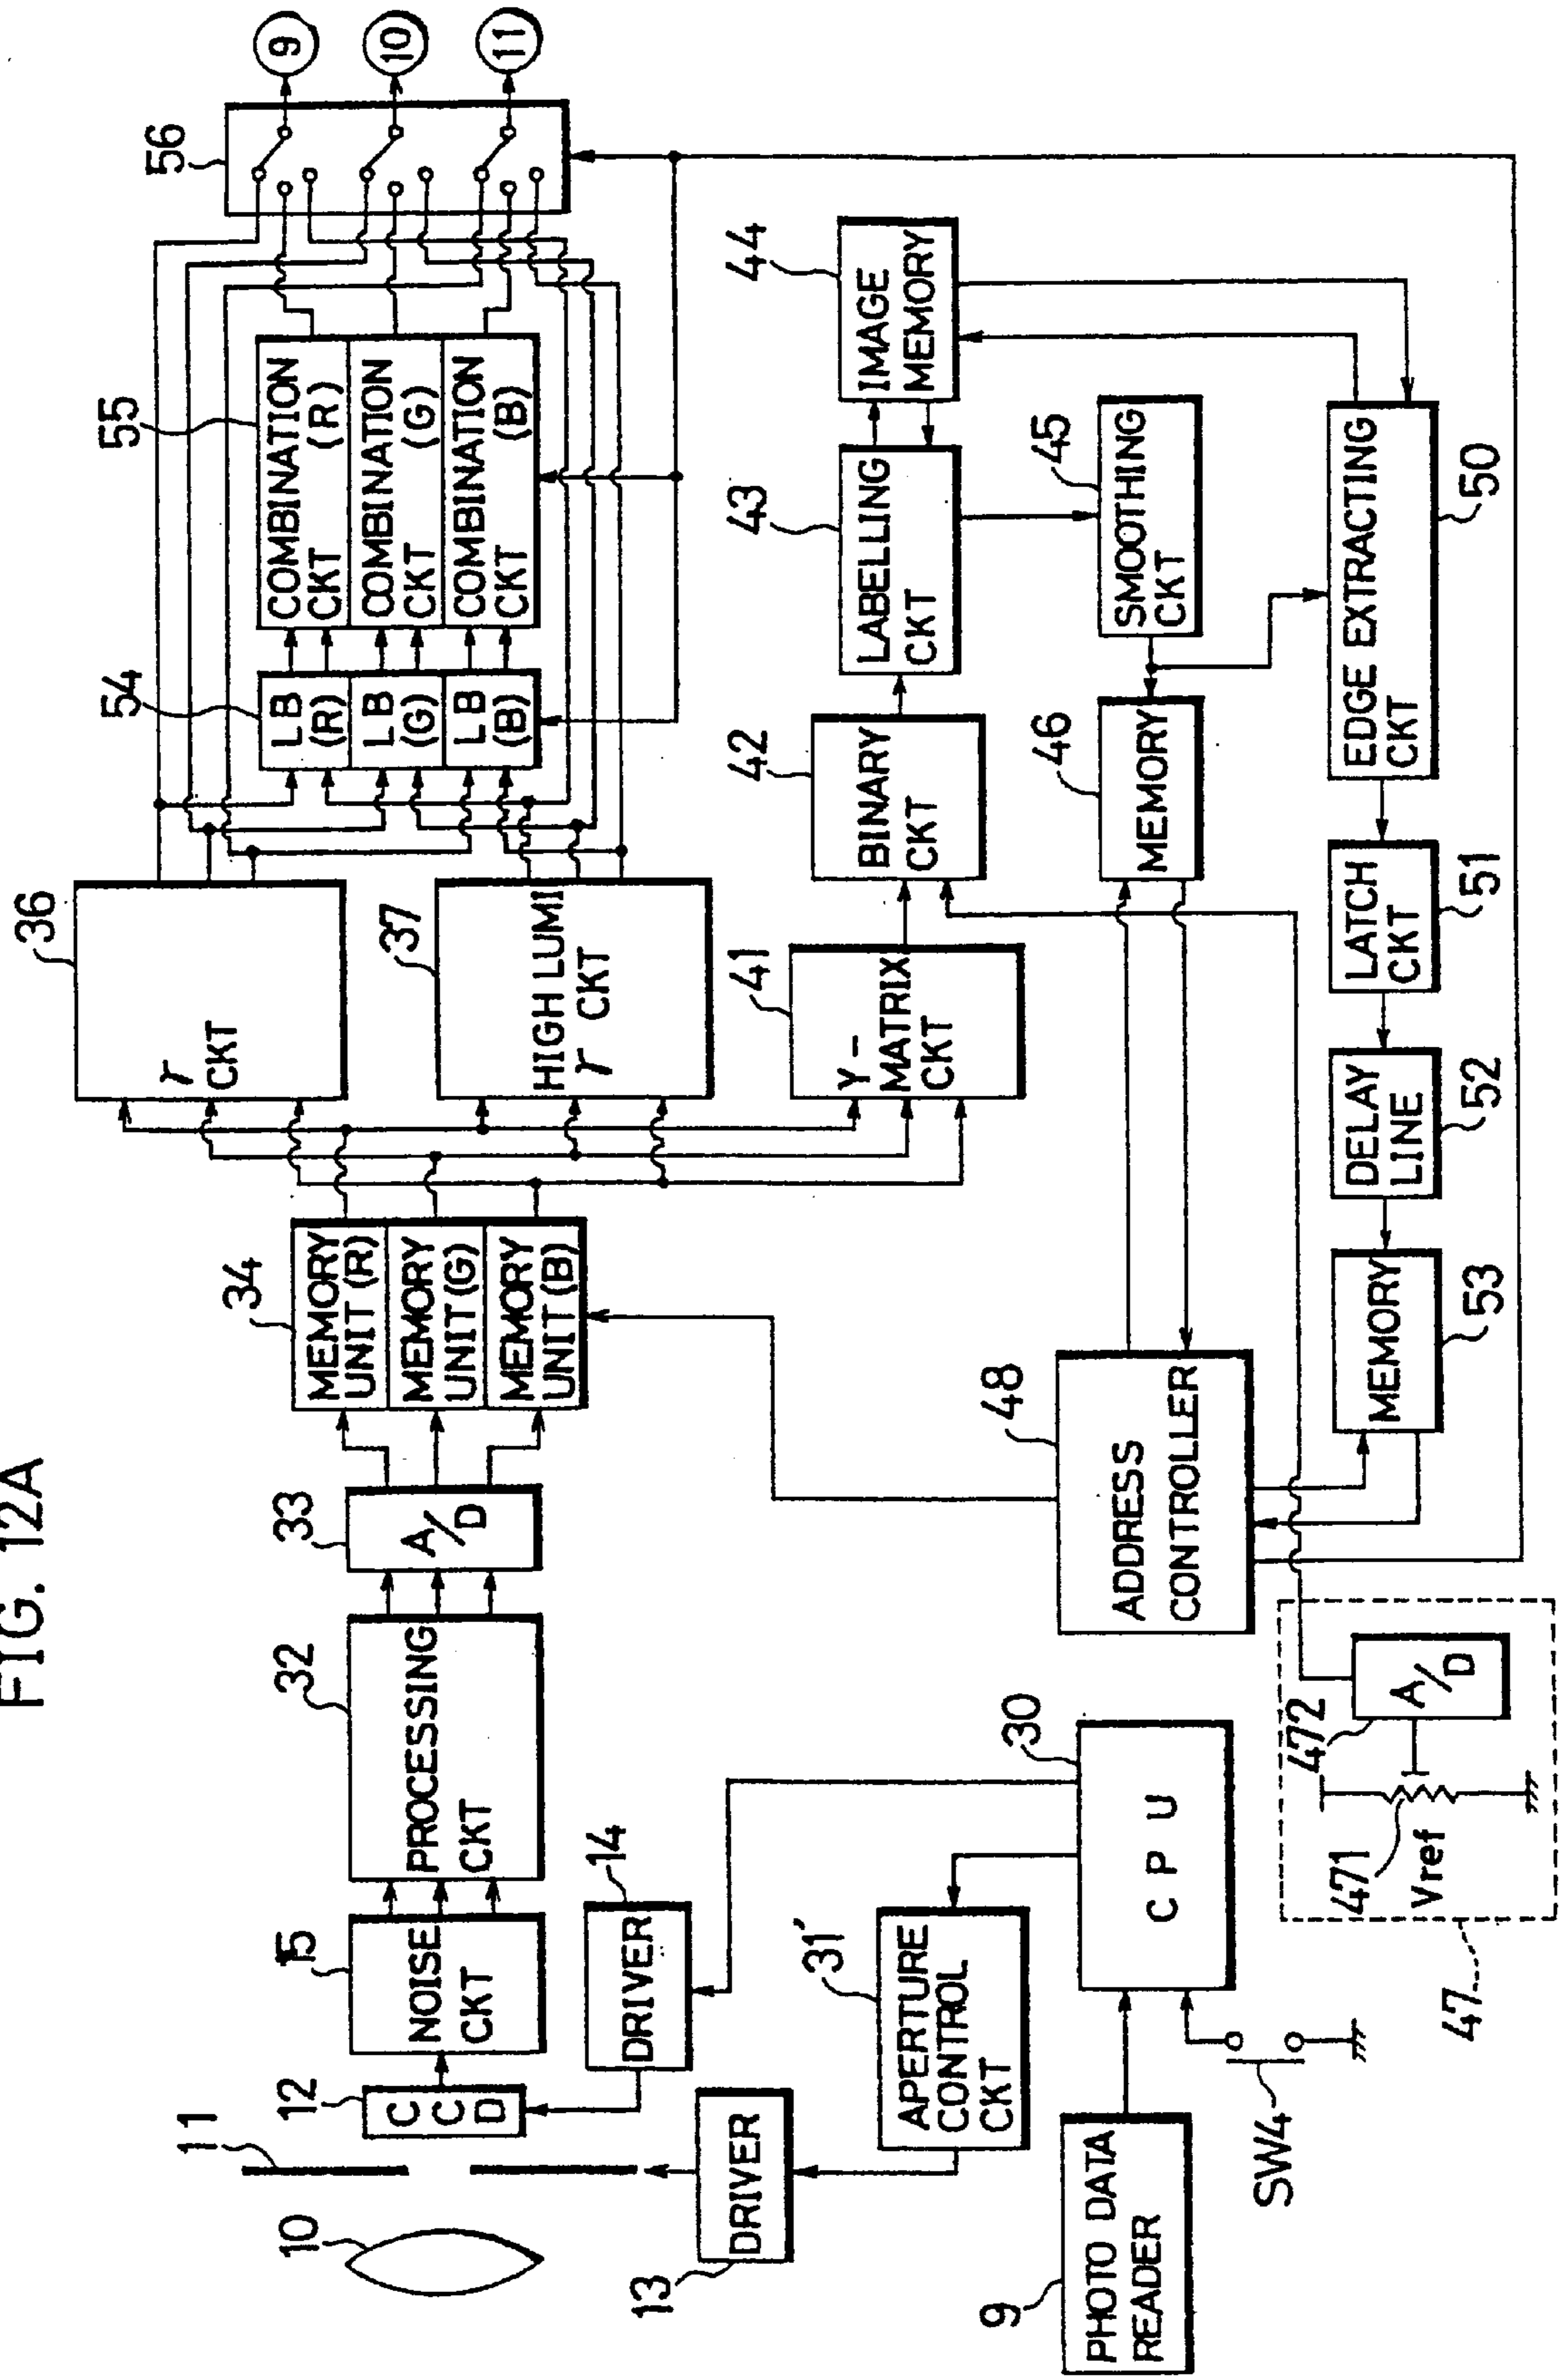 FIG. 12A
10
11
12
C
C
D
15
NOISE
CKT
32
PROCESSING
CKT
33
A/D
34
MEMORY
UNIT (R)
MEMORY
UNIT (G)
MEMORY
UNIT (B)
36
γ
CKT
37
HIGH LUMI
γ CKT
54
LB
(R)
LB
(G)
LB
(B)
55
COMBINATION
CKT (R)
COMBINATION
CKT (G)
COMBINATION
CKT (B)
56
9
10
11
13
DRIVER
14
DRIVER
31'
APERTURE
CONTROL
CKT
41
Y-
MATRIX
CKT
42
BINARY
CKT
43
LABELLING
CKT
44
IMAGE
MEMORY
9
PHOTO DATA
READER
SW4
30
CPU
48
ADDRESS
CONTROLLER
46
MEMORY
45
SMOOTHING
CKT
47
471
Vref
472
A/D
53
MEMORY
52
DELAY
LINE
51
LATCH
CKT
50
EDGE EXTRACTING
CKT